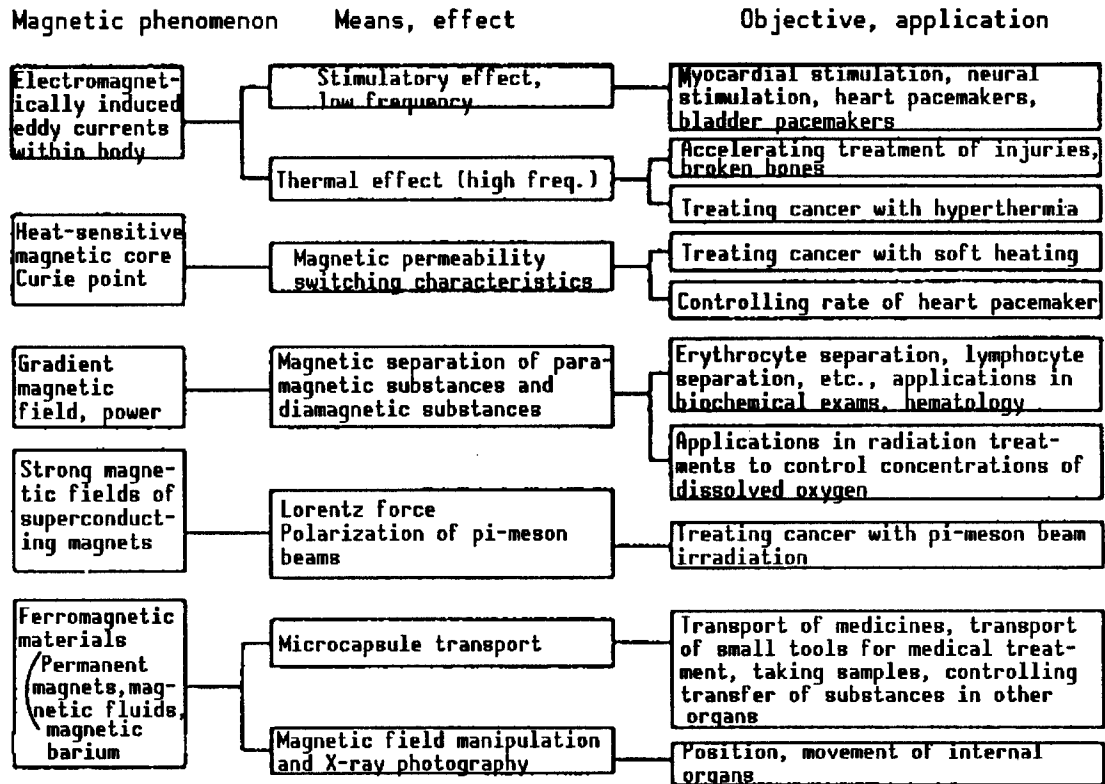 Magnetic phenomenon    Means, effect    Objective, application
Electromagnet-
ically induced
eddy currents
within body
Stimulatory effect,
low frequency
Myocardial stimulation, neural
stimulation, heart pacemakers,
bladder pacemakers
Thermal effect (high freq.)
Accelerating treatment of injuries,
broken bones
Treating cancer with hyperthermia
Heat-sensitive
magnetic core
Curie point
Magnetic permeability
switching characteristics
Treating cancer with soft heating
Controlling rate of heart pacemaker
Gradient
magnetic
field, power
Magnetic separation of para-
magnetic substances and
diamagnetic substances
Erythrocyte separation, lymphocyte
separation, etc., applications in
biochemical exams, hematology
Applications in radiation treat-
ments to control concentrations of
dissolved oxygen
Strong magne-
tic fields of
superconduct-
ing magnets
Lorentz force
Polarization of pi-meson
beams
Treating cancer with pi-meson beam
irradiation
Ferromagnetic
materials
(Permanent
magnets, mag-
netic fluids,
magnetic
barium
Microcapsule transport
Transport of medicines, transport
of small tools for medical treat-
ment, taking samples, controlling
transfer of substances in other
organs
Magnetic field manipulation
and X-ray photography
Position, movement of internal
organs